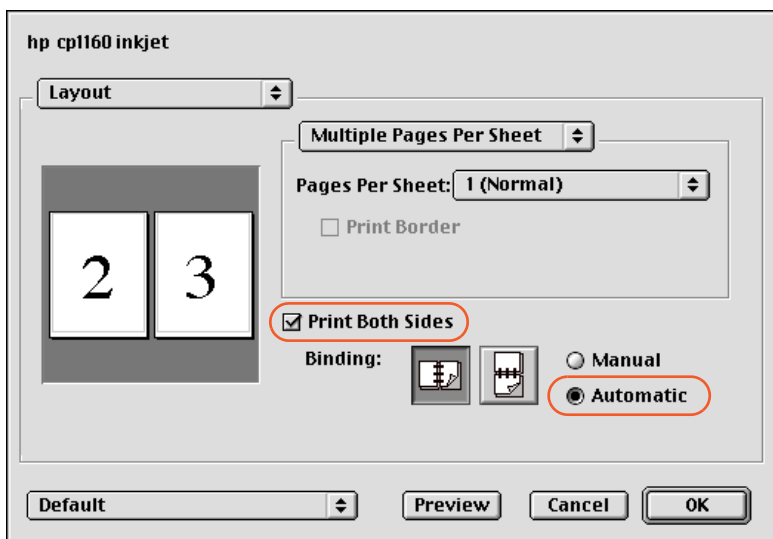 hp cp1160 inkjet
Layout
Multiple Pages Per Sheet
Pages Per Sheet: 1 (Normal)
Print Border
2 3
Print Both Sides
Binding:
Manual
Automatic
Default Preview Cancel OK